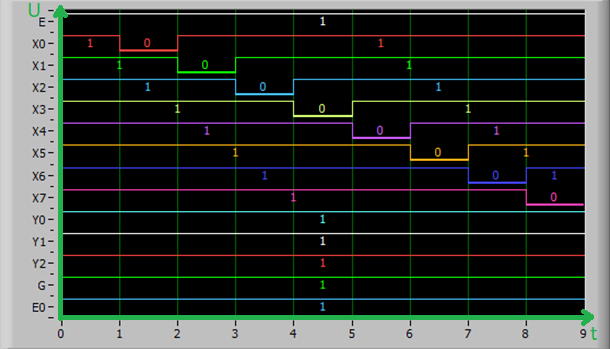 U
E 1
X0 1 0 1
X1 1 0 1
X2 1 0 1
X3 1 0 1
X4 1 0 1
X5 1 0 1
X6 1 0 1
X7 1 0
Y0 1
Y1 1
Y2 1
G 1
E0 1
0 1 2 3 4 5 6 7 8 9 t